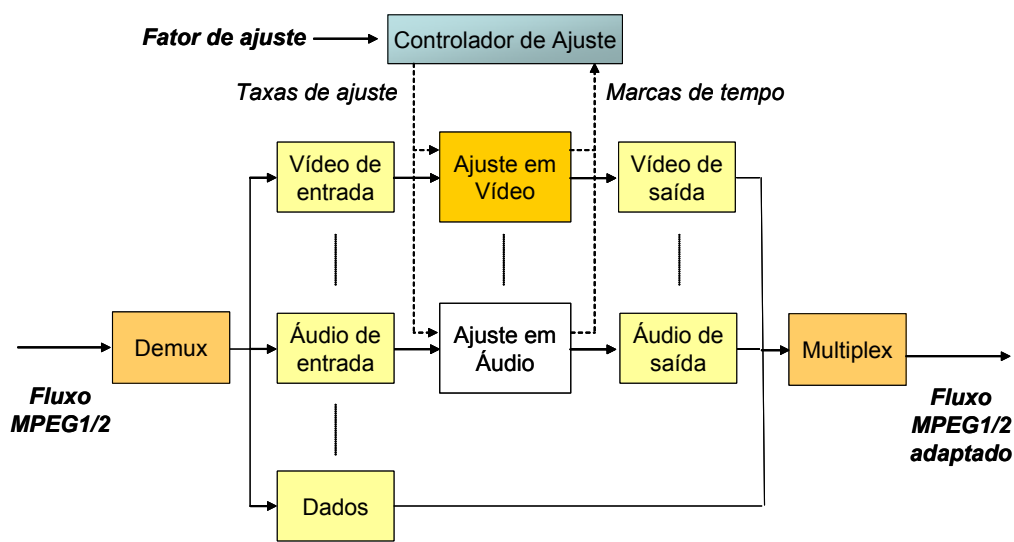 Fator de ajuste
Controlador de Ajuste
Taxas de ajuste
Marcas de tempo
Vídeo de
entrada
Ajuste em
Vídeo
Vídeo de
saída
Demux
Áudio de
entrada
Ajuste em
Áudio
Áudio de
saída
Multiplex
Fluxo
MPEG1/2
Fluxo
MPEG1/2
adaptado
Dados